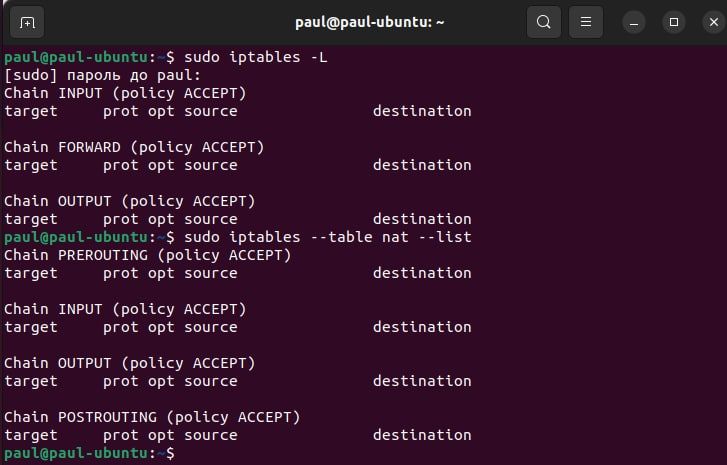 paul@paul-ubuntu: ~
paul@paul-ubuntu:~$ sudo iptables -L
[sudo] пароль до paul:
Chain INPUT (policy ACCEPT)
target     prot opt source               destination

Chain FORWARD (policy ACCEPT)
target     prot opt source               destination

Chain OUTPUT (policy ACCEPT)
target     prot opt source               destination
paul@paul-ubuntu:~$ sudo iptables --table nat --list
Chain PREROUTING (policy ACCEPT)
target     prot opt source               destination

Chain INPUT (policy ACCEPT)
target     prot opt source               destination

Chain OUTPUT (policy ACCEPT)
target     prot opt source               destination

Chain POSTROUTING (policy ACCEPT)
target     prot opt source               destination
paul@paul-ubuntu:~$